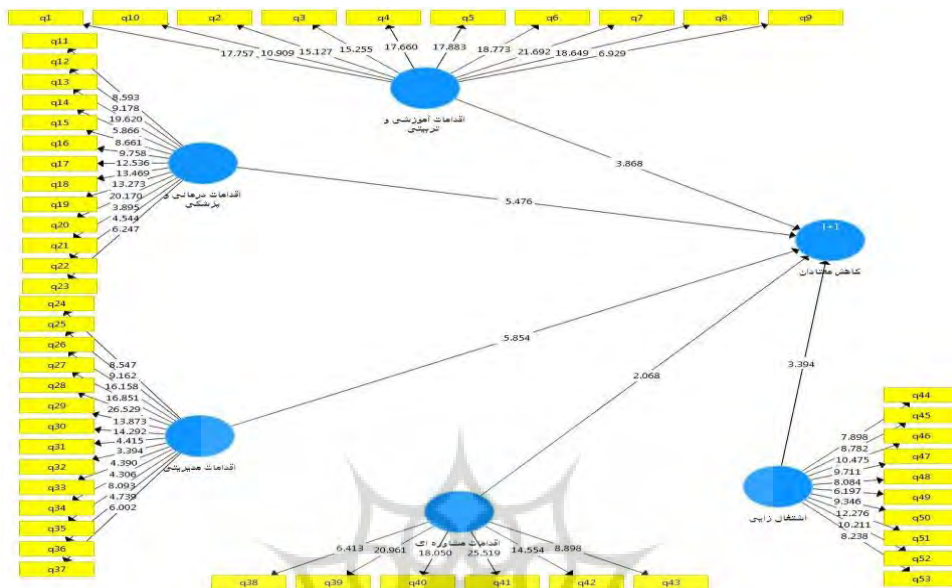 q1 q10 q2 q3 q4 q5 q6 q7 q8 q9
17.757 10.909 15.127 15.255 17.660 17.883 18.773 21.692 18.649 6.929
اقدامات آموزشی و
تربیتی
q11
q12
q13
q14
q15
q16
q17
q18
q19
q20
q21
q22
q23
8.593
9.178
19.620
5.866
8.661
9.758
12.536
13.469
13.273
20.170
3.895
4.544
6.247
اقدامات درمانی و
پزشکی
3.868
5.476
[+]
کاهش معتادان
q24
q25
q26
q27
q28
q29
q30
q31
q32
q33
q34
q35
q36
q37
8.547
9.162
16.158
16.851
26.529
13.873
14.292
4.415
3.394
4.390
4.306
8.093
4.739
6.002
اقدامات مدیریتی
5.854
2.068
3.394
q44
q45
q46
q47
q48
q49
q50
q51
q52
q53
7.898
8.782
10.475
9.711
8.084
6.197
9.346
12.276
10.211
8.238
اشتغال زایی
اقدامات مشاوره ای
6.413 20.961 18.050 25.519 14.554 8.898
q38 q39 q40 q41 q42 q43